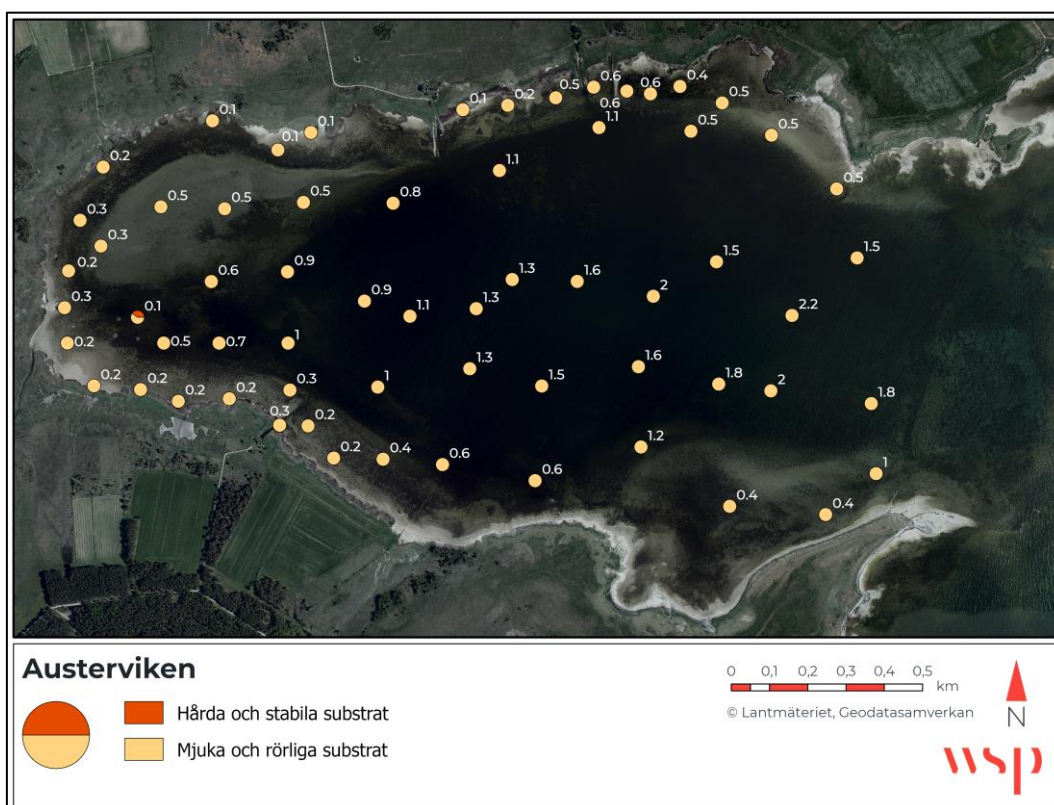 0.6 0.6 0.4
0.1 0.2 0.5 0.6 0.5
0.1 0.1 0.1 1.1 0.5 0.5
0.2 1.1
0.5 0.5 0.5 0.8 0.5
0.3
0.3 1.5 1.5
0.2 0.6 0.9 1.3 1.6
0.3 0.1 0.9 1.1 1.3 2 2.2
0.2 0.5 0.7 1
1.3 1.6
0.2 0.2 0.2 0.2 0.3 1 1.5 1.8 2 1.8
0.3 0.2
0.2 0.4 0.6 0.6 1.2 1
0.4 0.4
Austerviken
Hårda och stabila substrat
Mjuka och rörliga substrat
0 0,1 0,2 0,3 0,4 0,5
km
© Lantmäteriet, Geodatasamverkan
N
wsp